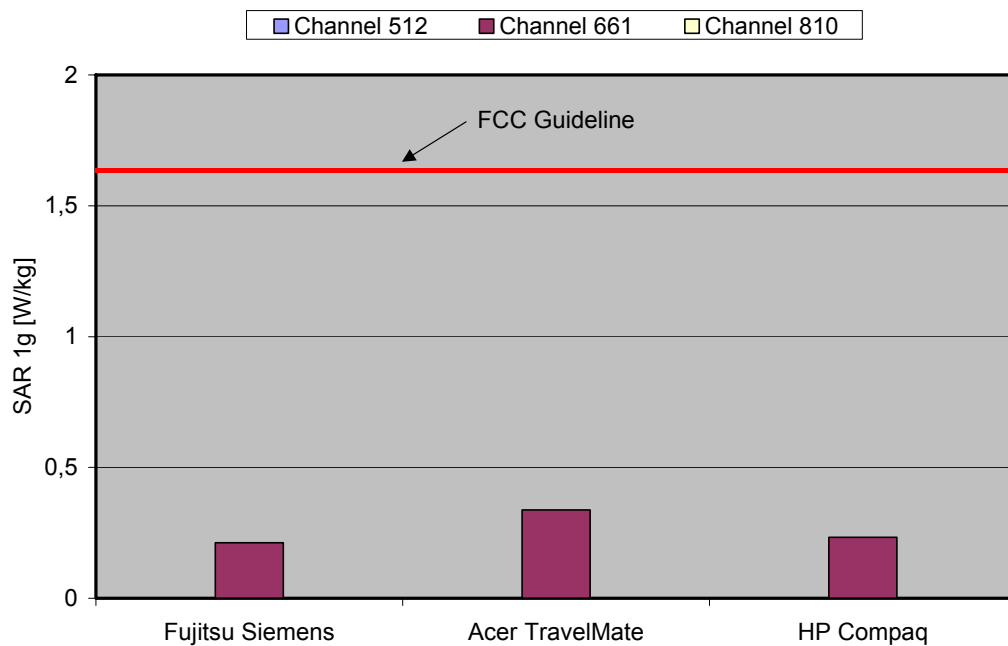 Channel 512 Channel 661 Channel 810
2
FCC Guideline
1,5
1
0,5
0
SAR 1g [W/kg]
Fujitsu Siemens Acer TravelMate HP Compaq